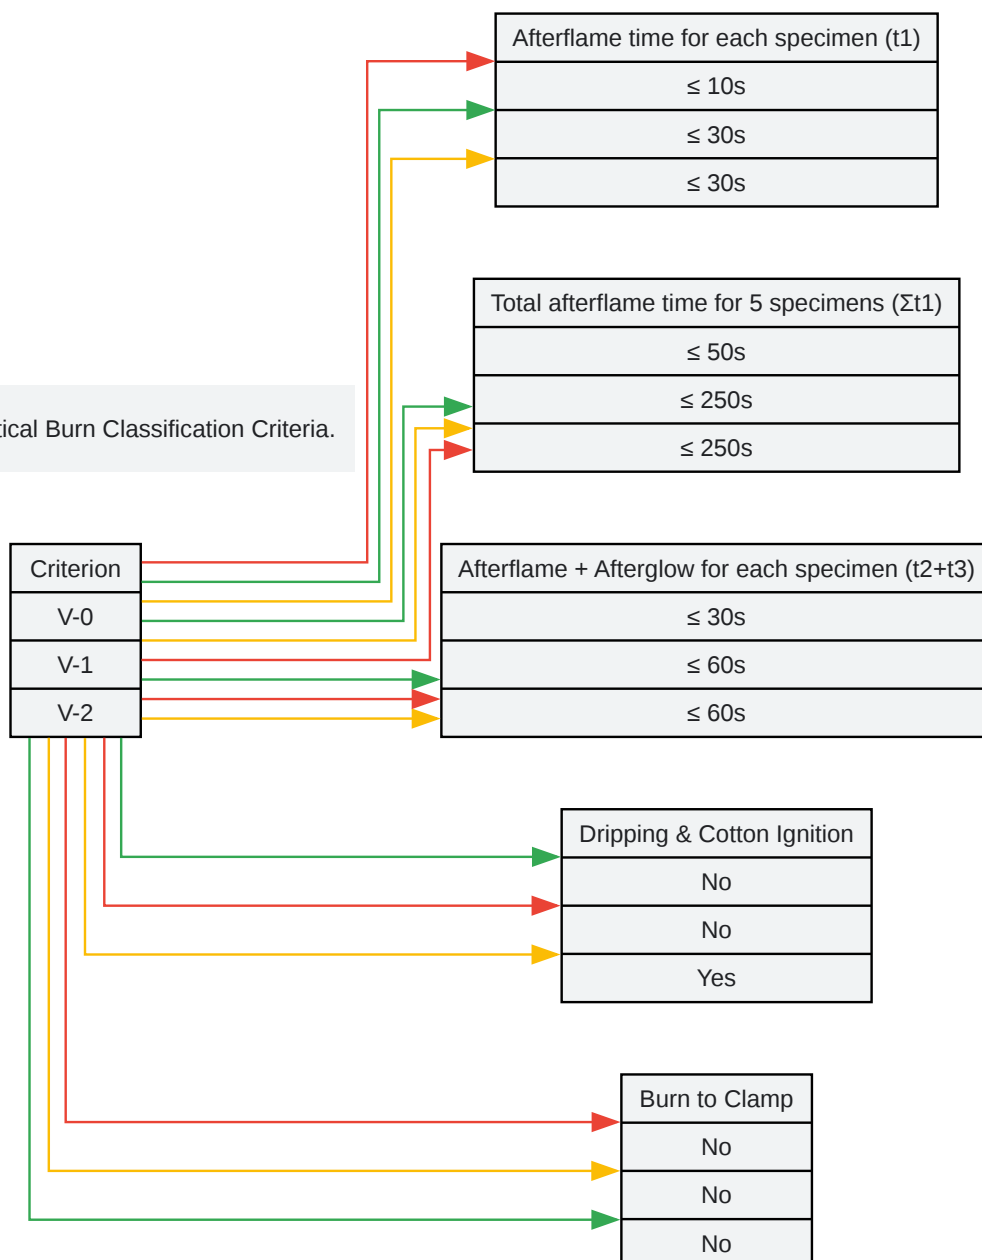 Afterflame time for each specimen (t1)
≤ 10s
≤ 30s
≤ 30s
Total afterflame time for 5 specimens (Σt1)
≤ 50s
≤ 250s
≤ 250s
Burn Classification Criteria.
Criterion
V-0
V-1
V-2
Afterflame + Afterglow for each specimen (t2+t3)
≤ 30s
≤ 60s
≤ 60s
Dripping & Cotton Ignition
No
No
Yes
Burn to Clamp
No
No
No